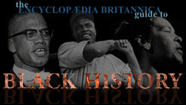 the
ENCYCLOPÆDIA BRITANNICA
guide to
BLACK HISTORY